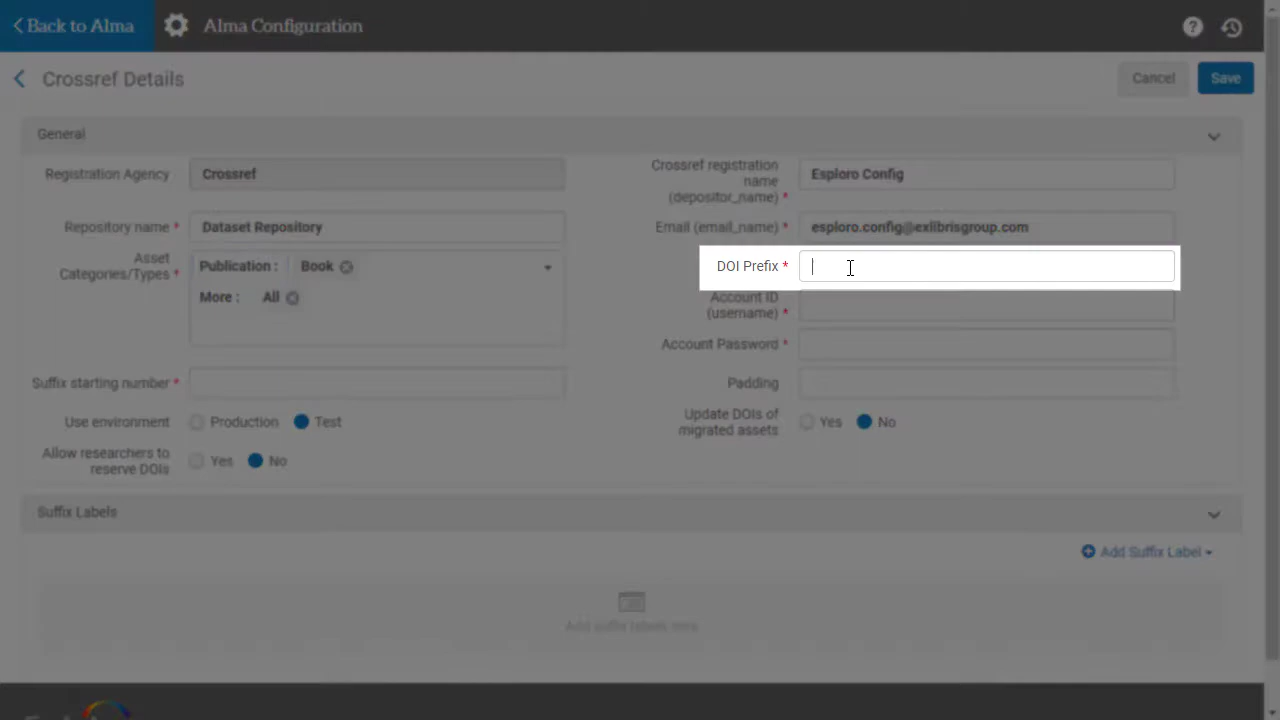 Back to Alma
Alma Configuration
Crossref Details
Cancel
Save
General
Registration Agency
Crossref
Crossref registration
name
(depositor_name) *
Esploro Config
Repository name *
Dataset Repository
Email (email_name) *
esploro.config@exlibrisgroup.com
Asset
Categories/Types *
Publication :
Book
More :
All
DOI Prefix *
Account ID
(username) *
Account Password *
Suffix starting number *
Padding
Use environment
Production
Test
Update DOIs of
migrated assets
Yes
No
Allow researchers to
reserve DOIs
Yes
No
Suffix Labels
Add Suffix Label
Add suffix labels here